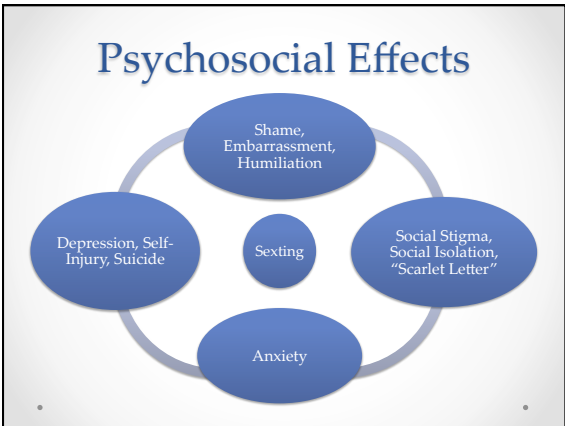 Psychosocial Effects
Shame,
Embarrassment,
Humiliation
Depression, Self-
Injury, Suicide
Sexting
Social Stigma,
Social Isolation,
“Scarlet Letter”
Anxiety